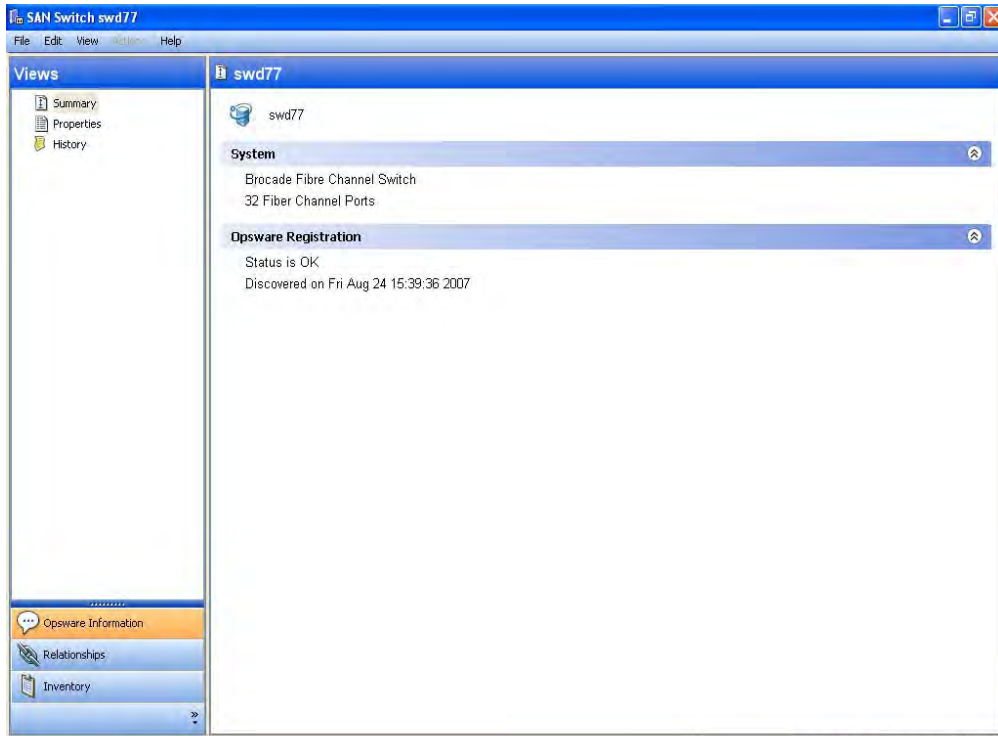 SAN Switch swd77
File Edit View Actions Help
Views
Summary
Properties
History
Opsware Information
Relationships
Inventory
swd77
swd77
System
Brocade Fibre Channel Switch
32 Fiber Channel Ports
Opsware Registration
Status is OK
Discovered on Fri Aug 24 15:39:36 2007